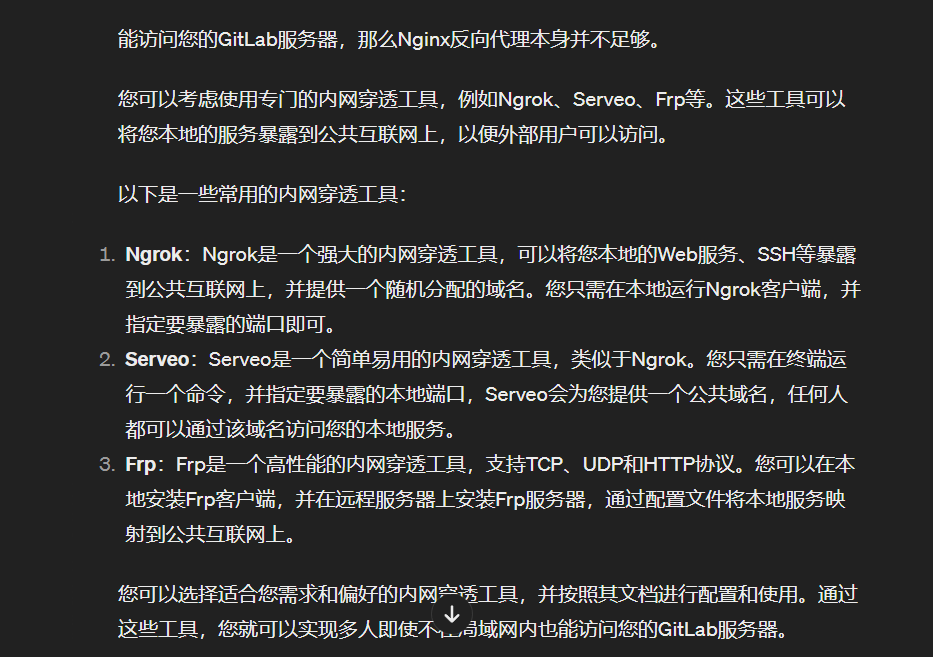 能访问您的GitLab服务器，那么Nginx反向代理本身并不足够。
您可以考虑使用专门的内网穿透工具，例如Ngrok、Serveo、Frp等。这些工具可以
将您本地的服务暴露到公共互联网上，以便外部用户可以访问。
以下是一些常用的内网穿透工具：
1. Ngrok：Ngrok是一个强大的内网穿透工具，可以将您本地的Web服务、SSH等暴露
到公共互联网上，并提供一个随机分配的域名。您只需在本地运行Ngrok客户端，并
指定要暴露的端口即可。
2. Serveo：Serveo是一个简单易用的内网穿透工具，类似于Ngrok。您只需在终端运
行一个命令，并指定要暴露的本地端口，Serveo会为您提供一个公共域名，任何人
都可以通过该域名访问您的本地服务。
3. Frp：Frp是一个高性能的内网穿透工具，支持TCP、UDP和HTTP协议。您可以在本
地安装Frp客户端，并在远程服务器上安装Frp服务器，通过配置文件将本地服务映
射到公共互联网上。
您可以选择适合您需求和偏好的内网穿透工具，并按照其文档进行配置和使用。通过
这些工具，您就可以实现多人即使不在局域网内也能访问您的GitLab服务器。